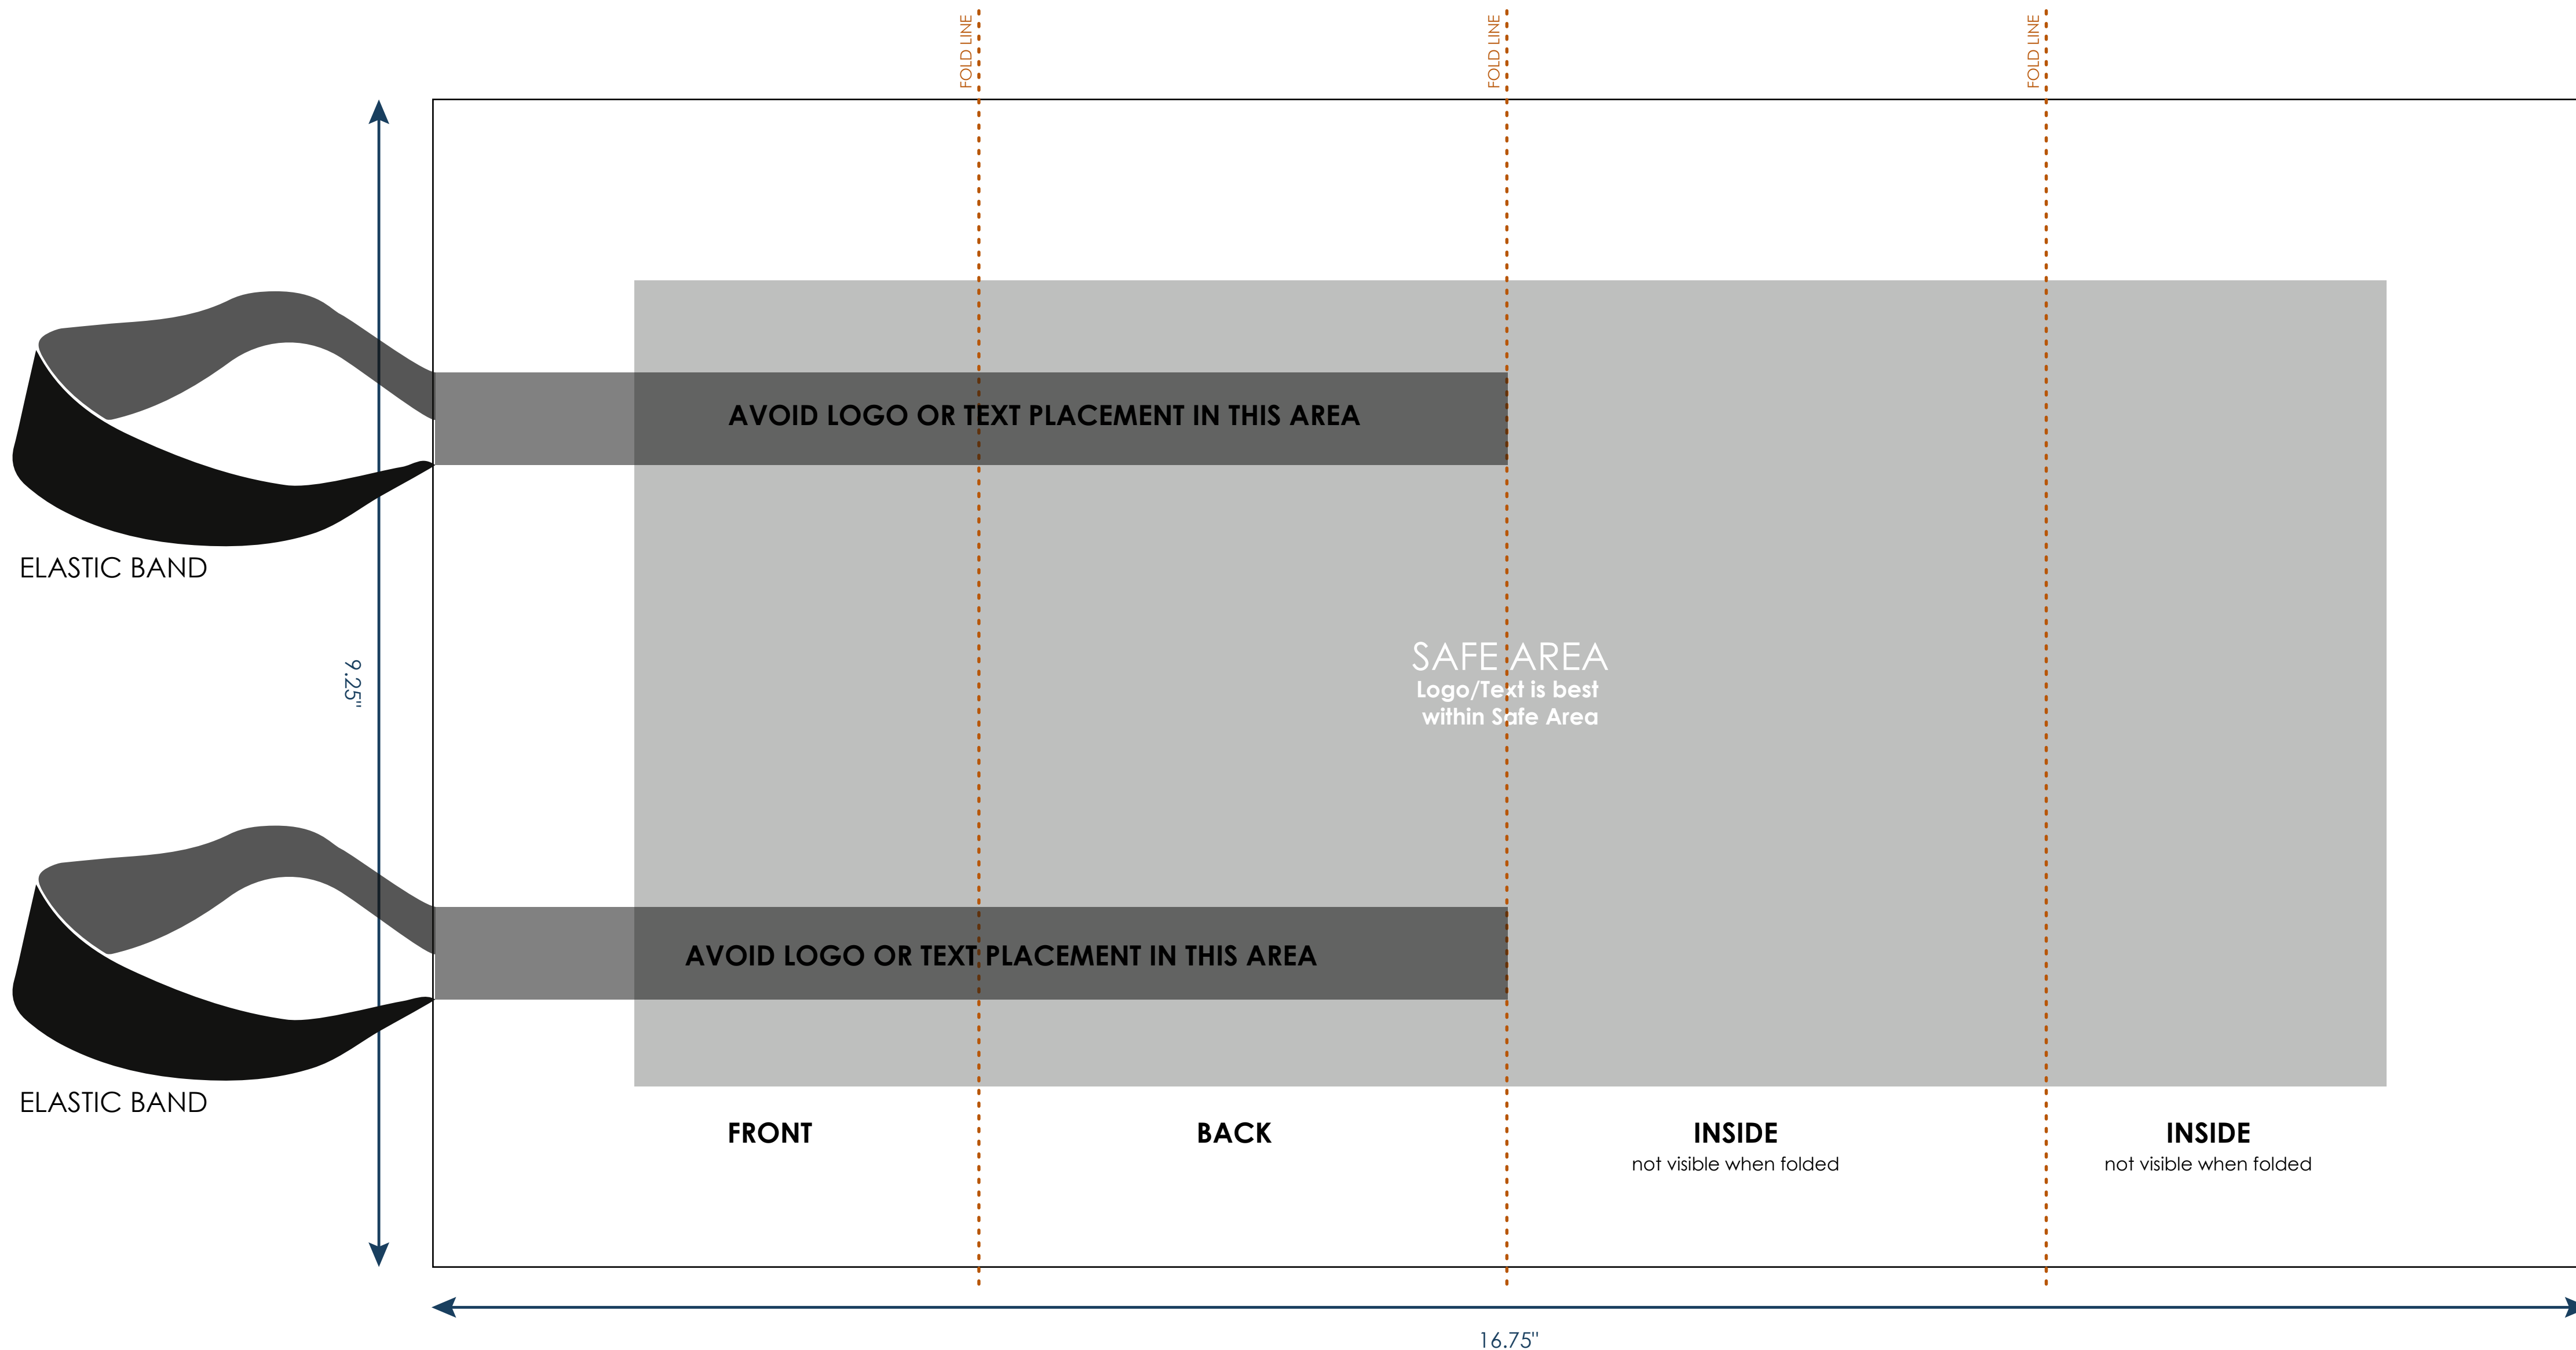 FOLD LINE
FOLD LINE
FOLD LINE
AVOID LOGO OR TEXT PLACEMENT IN THIS AREA
ELASTIC BAND
9.25"
SAFE AREA
Logo/Text is best
within Safe Area
AVOID LOGO OR TEXT PLACEMENT IN THIS AREA
ELASTIC BAND
FRONT
BACK
INSIDE
not visible when folded
INSIDE
not visible when folded
16.75"